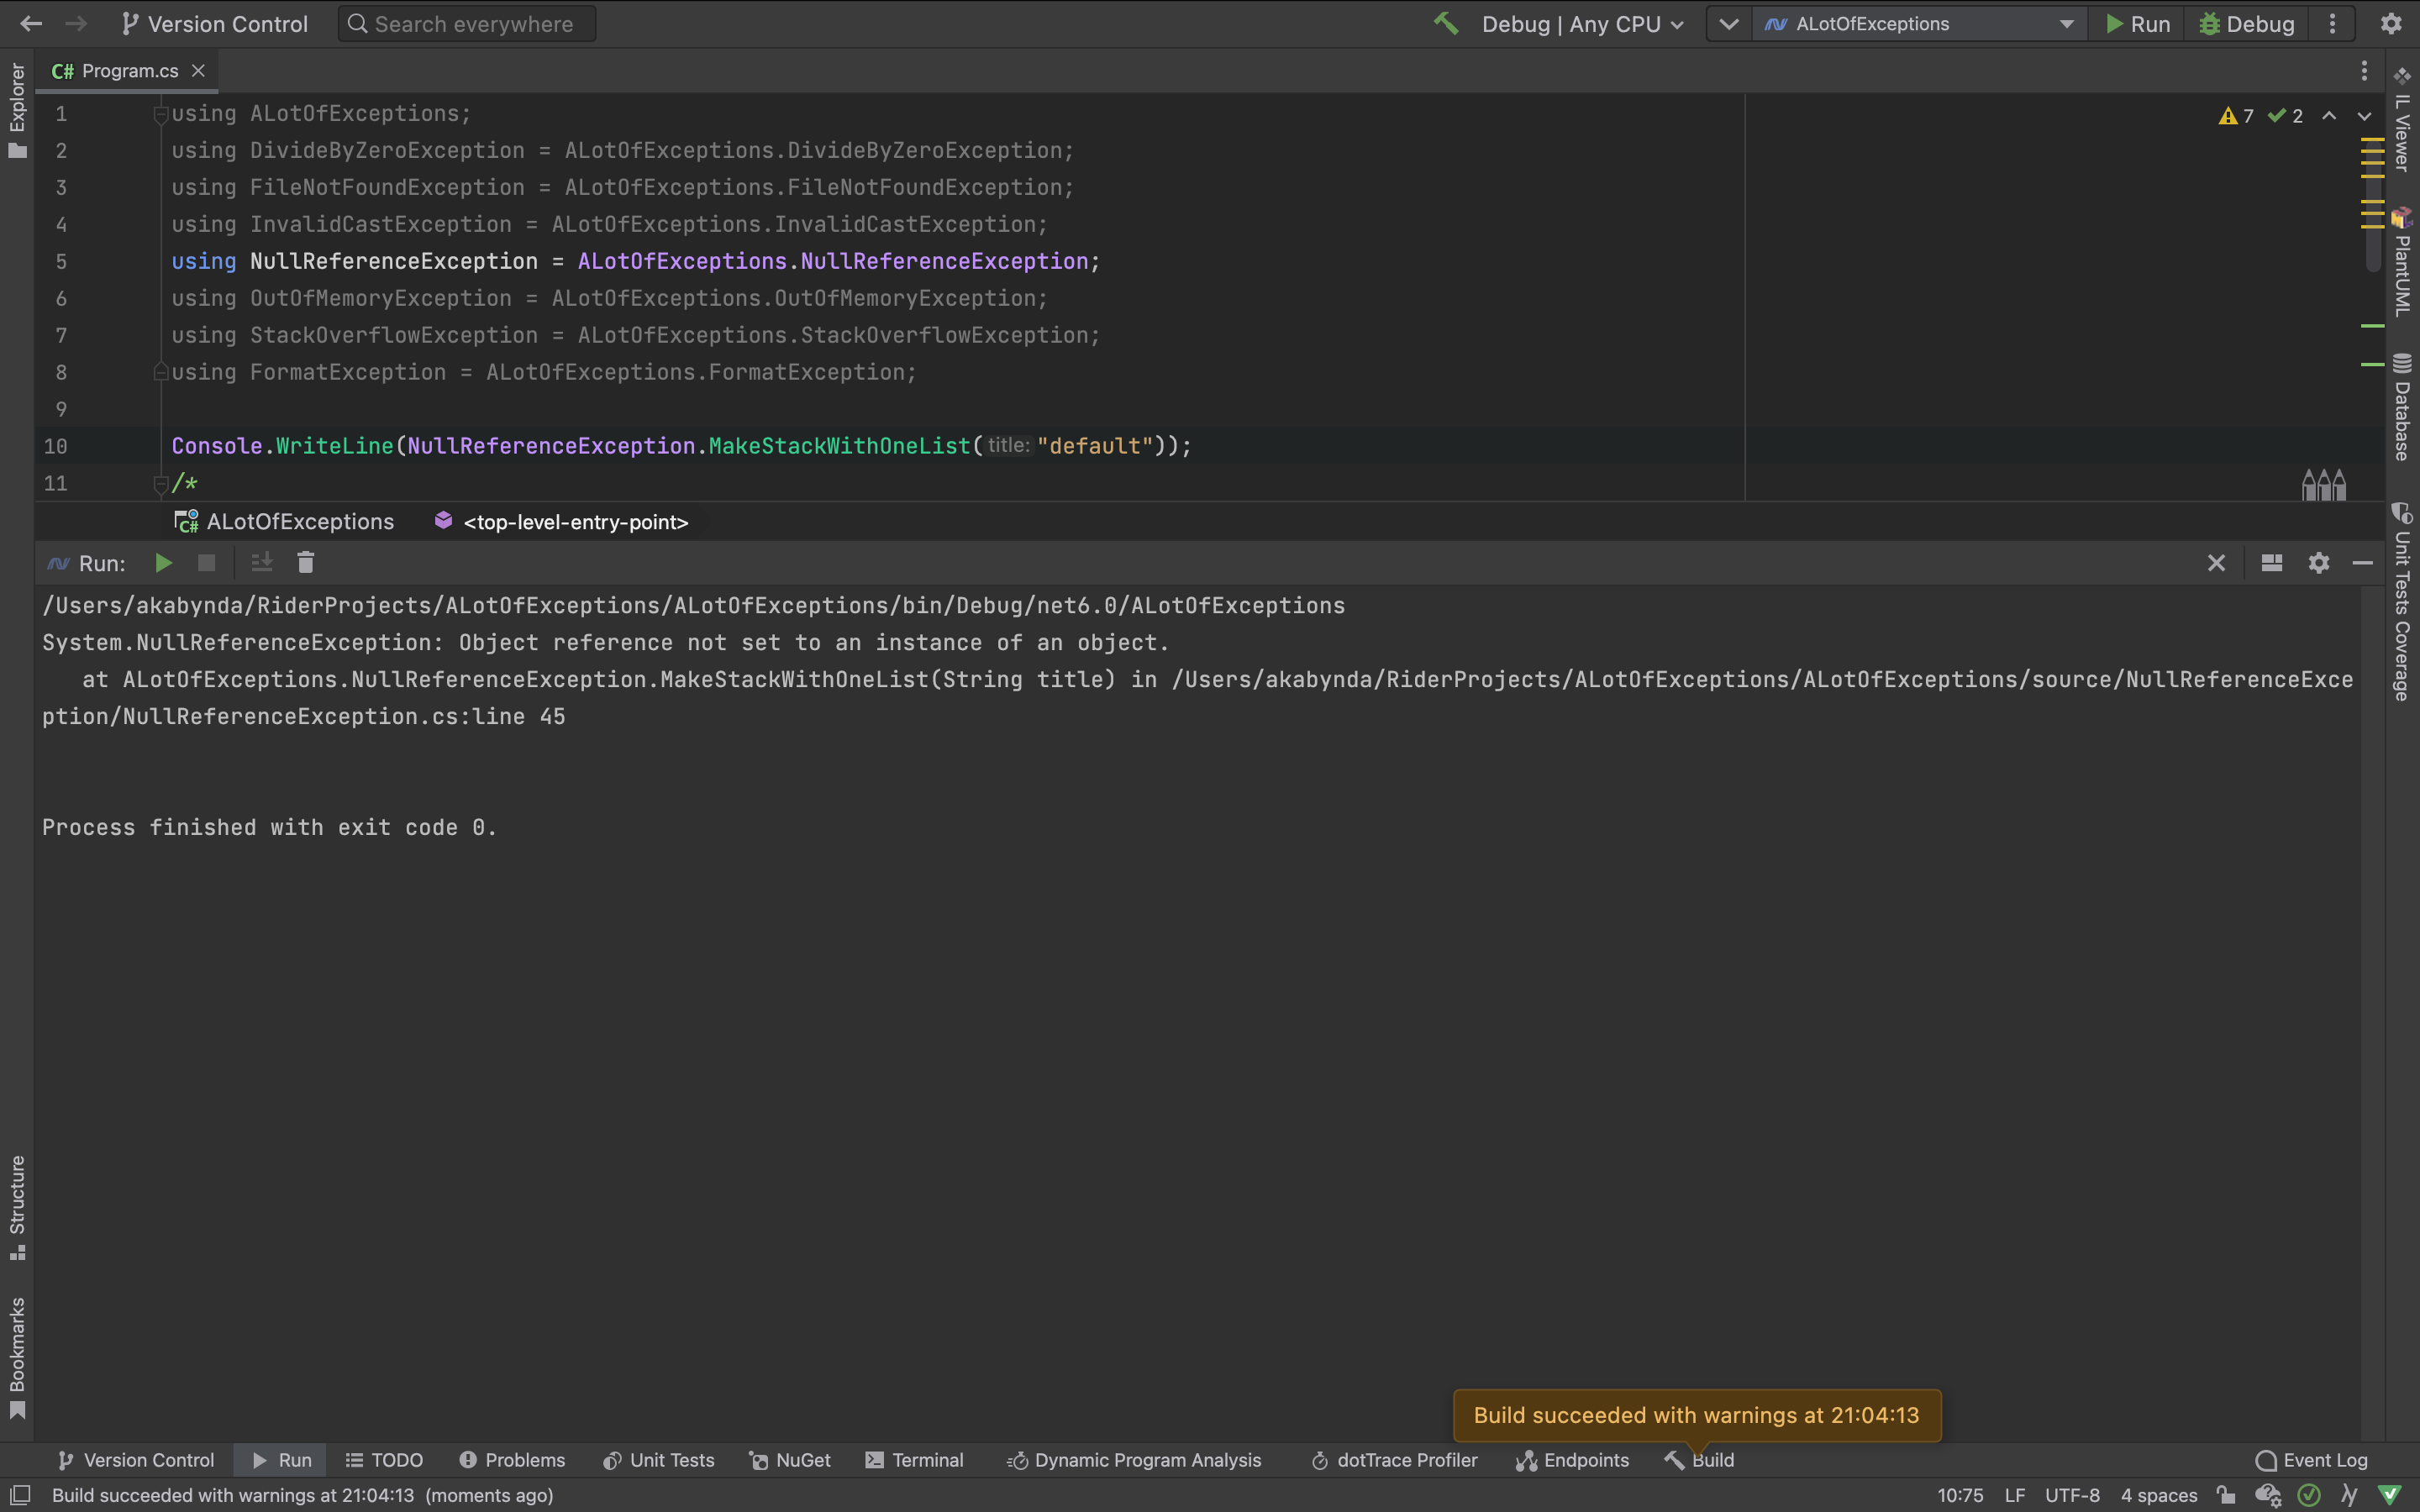 Version Control
Search everywhere
Debug | Any CPU
ALotOfExceptions
Run
Debug
Explorer
C# Program.cs
7 2
1 using ALotOfExceptions;
2 using DivideByZeroException = ALotOfExceptions.DivideByZeroException;
3 using FileNotFoundException = ALotOfExceptions.FileNotFoundException;
4 using InvalidCastException = ALotOfExceptions.InvalidCastException;
5 using NullReferenceException = ALotOfExceptions.NullReferenceException;
6 using OutOfMemoryException = ALotOfExceptions.OutOfMemoryException;
7 using StackOverflowException = ALotOfExceptions.StackOverflowException;
8 using FormatException = ALotOfExceptions.FormatException;
9
10 Console.WriteLine(NullReferenceException.MakeStackWithOneList( title: "default"));
11 /*
IL Viewer
PlantUML
Database
Unit Tests Coverage
C# ALotOfExceptions <top-level-entry-point>
Run:
/Users/akabynda/RiderProjects/ALotOfExceptions/ALotOfExceptions/bin/Debug/net6.0/ALotOfExceptions
System.NullReferenceException: Object reference not set to an instance of an object.
at ALotOfExceptions.NullReferenceException.MakeStackWithOneList(String title) in /Users/akabynda/RiderProjects/ALotOfExceptions/ALotOfExceptions/source/NullReferenceExce
ption/NullReferenceException.cs:line 45
Process finished with exit code 0.
Structure
Bookmarks
Build succeeded with warnings at 21:04:13
Version Control
Run
TODO
Problems
Unit Tests
NuGet
Terminal
Dynamic Program Analysis
dotTrace Profiler
Endpoints
Build
Event Log
Build succeeded with warnings at 21:04:13 (moments ago)
10:75 LF UTF-8 4 spaces